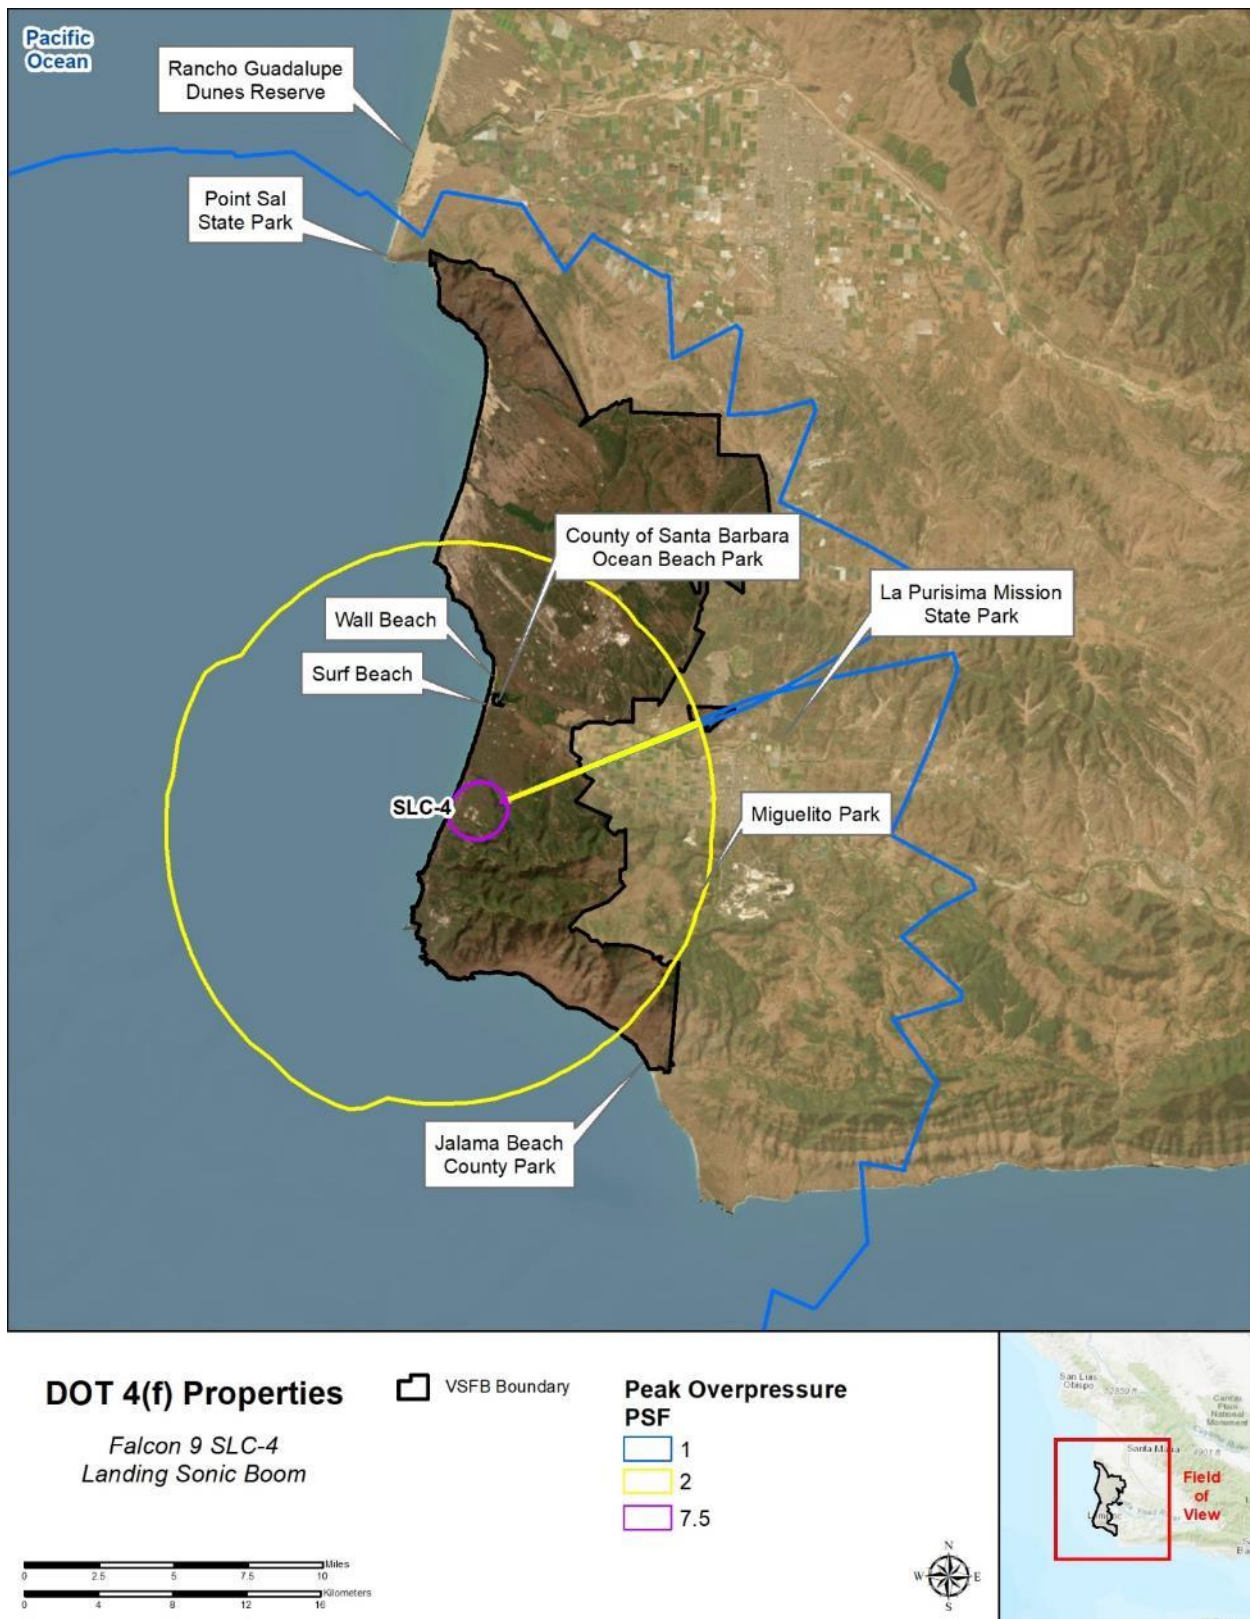 Pacific
Ocean
Rancho Guadalupe
Dunes Reserve
Point Sal
State Park
County of Santa Barbara
Ocean Beach Park
La Purisima Mission
State Park
Wall Beach
Surf Beach
SLC-4
Miguelito Park
Jalama Beach
County Park
DOT 4(f) Properties
Falcon 9 SLC-4
Landing Sonic Boom
VSFB Boundary
Peak Overpressure
PSF
1
2
7.5
Miles
0 2.5 5 7.5 10
Kilometers
0 4 8 12 16
N
W E
S
San Luis
Obispo
Santa Maria
Field
of
View